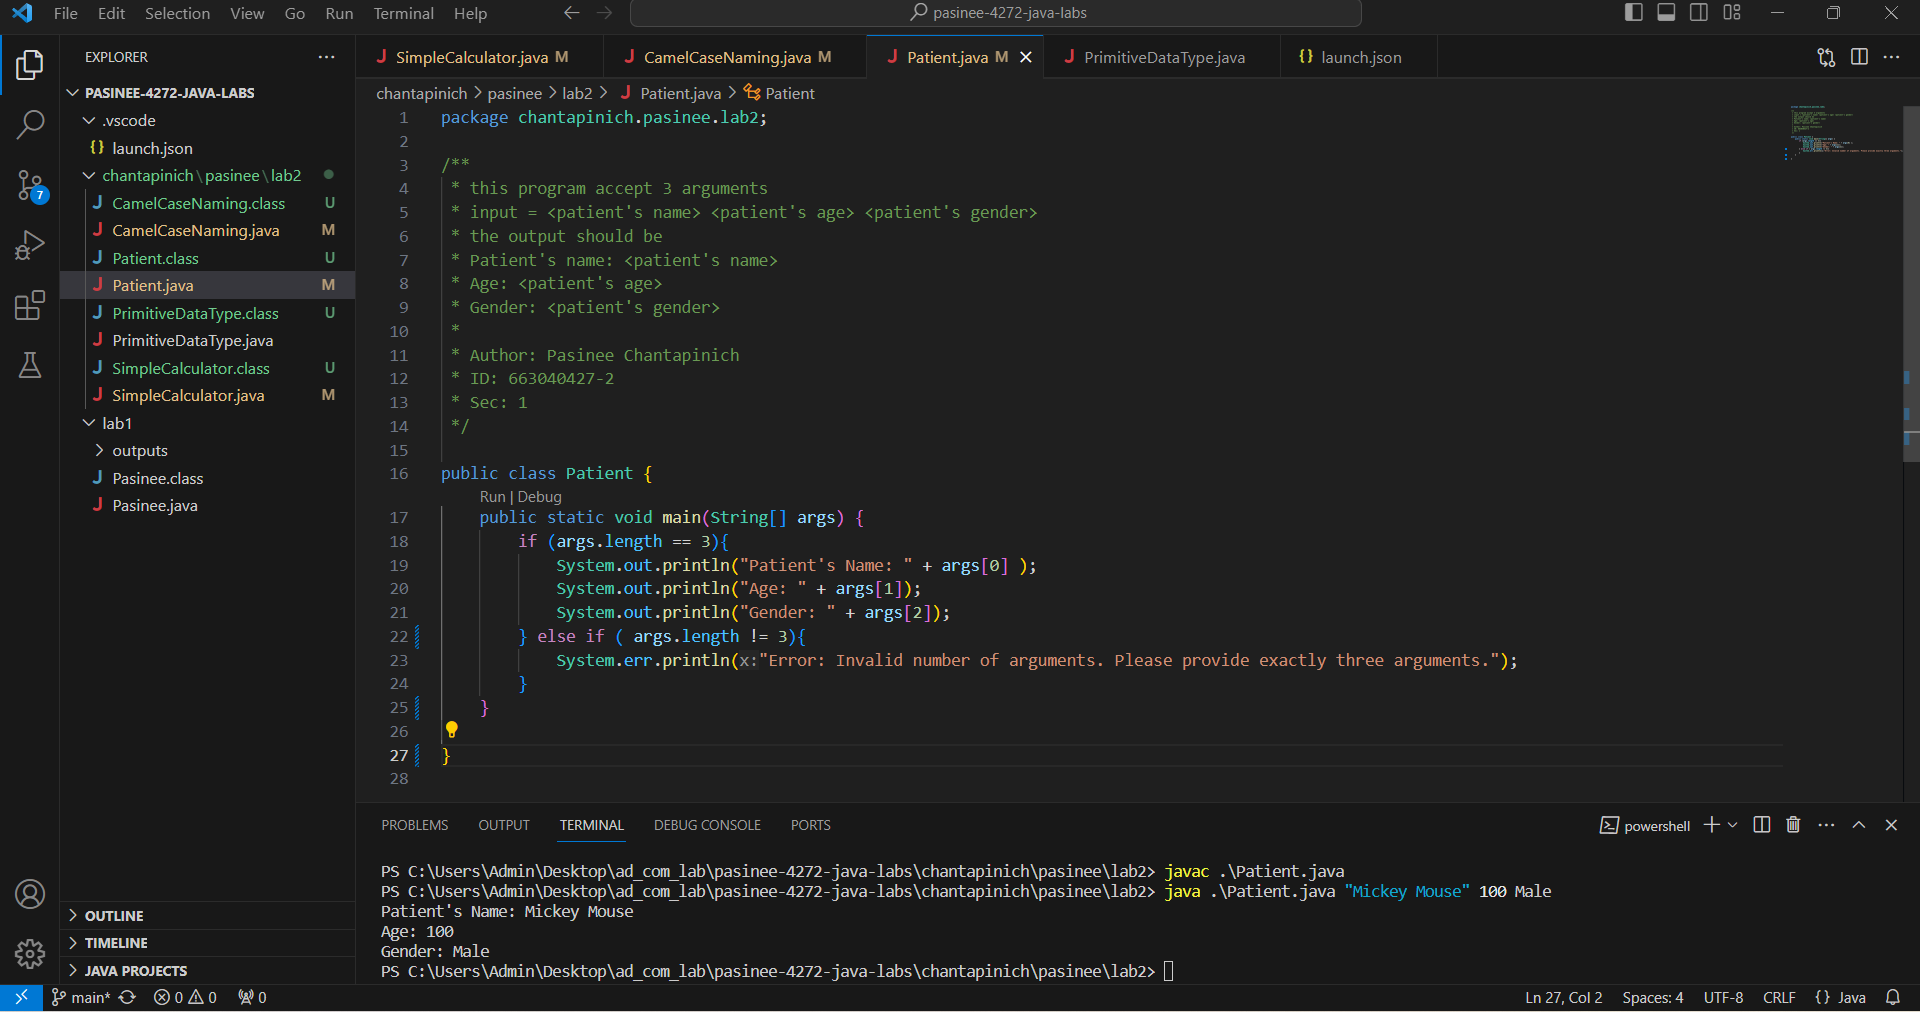 File Edit Selection View Go Run Terminal Help
pasinee-4272-java-labs
EXPLORER
PASINEE-4272-JAVA-LABS
.vscode
{} launch.json
chantapinich\pasinee\lab2
J CamelCaseNaming.class U
J CamelCaseNaming.java M
J Patient.class U
J Patient.java M
J PrimitiveDataType.class U
J PrimitiveDataType.java
J SimpleCalculator.class U
J SimpleCalculator.java M
lab1
outputs
J Pasinee.class
J Pasinee.java
OUTLINE
TIMELINE
JAVA PROJECTS
7
J SimpleCalculator.java M
J CamelCaseNaming.java M
J Patient.java M
J PrimitiveDataType.java
{} launch.json
chantapinich > pasinee > lab2 > J Patient.java > Patient
1 package chantapinich.pasinee.lab2;
2
3 /**
4 * this program accept 3 arguments
5 * input = <patient's name> <patient's age> <patient's gender>
6 * the output should be
7 * Patient's name: <patient's name>
8 * Age: <patient's age>
9 * Gender: <patient's gender>
10 *
11 * Author: Pasinee Chantapinich
12 * ID: 663040427-2
13 * Sec: 1
14 */
15
16 public class Patient {
Run | Debug
17 public static void main(String[] args) {
18 if (args.length == 3){
19 System.out.println("Patient's Name: " + args[0] );
20 System.out.println("Age: " + args[1]);
21 System.out.println("Gender: " + args[2]);
22 } else if ( args.length != 3){
23 System.err.println(x:"Error: Invalid number of arguments. Please provide exactly three arguments.");
24 }
25 }
26
27 }
28
PROBLEMS OUTPUT TERMINAL DEBUG CONSOLE PORTS
powershell
PS C:\Users\Admin\Desktop\ad_com_lab\pasinee-4272-java-labs\chantapinich\pasinee\lab2> javac .\Patient.java
PS C:\Users\Admin\Desktop\ad_com_lab\pasinee-4272-java-labs\chantapinich\pasinee\lab2> java .\Patient.java "Mickey Mouse" 100 Male
Patient's Name: Mickey Mouse
Age: 100
Gender: Male
PS C:\Users\Admin\Desktop\ad_com_lab\pasinee-4272-java-labs\chantapinich\pasinee\lab2>
main* 0 0 0
Ln 27, Col 2 Spaces: 4 UTF-8 CRLF {} Java